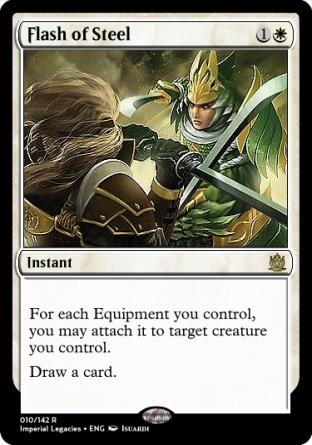 Flash of Steel 1
Instant
For each Equipment you control,
you may attach it to target creature
you control.
Draw a card.
010/142 R
Imperial Legacies • ENG Isuardi